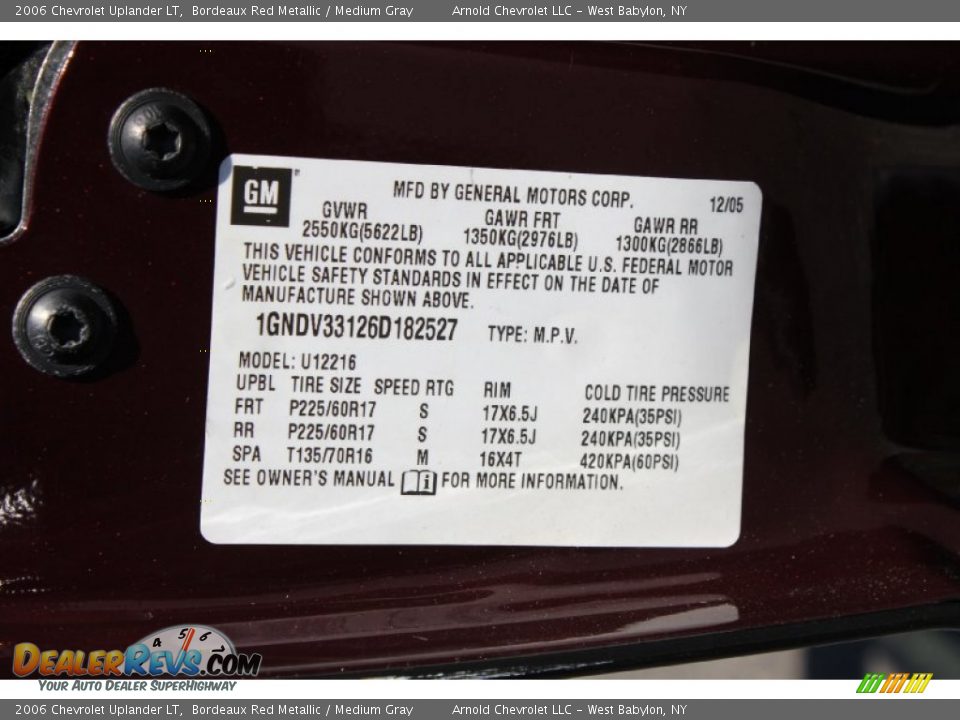 2006 Chevrolet Uplander LT, Bordeaux Red Metallic / Medium Gray Arnold Chevrolet LLC - West Babylon, NY
GM MFD BY GENERAL MOTORS CORP. 12/05
GVWR GAWR FRT GAWR RR
2550KG(5622LB) 1350KG(2976LB) 1300KG(2866LB)
THIS VEHICLE CONFORMS TO ALL APPLICABLE U.S. FEDERAL MOTOR
VEHICLE SAFETY STANDARDS IN EFFECT ON THE DATE OF
MANUFACTURE SHOWN ABOVE.
1GNDV33126D182527 TYPE: M.P.V.
MODEL: U12216
UPBL TIRE SIZE SPEED RTG RIM COLD TIRE PRESSURE
FRT P225/60R17 S 17X6.5J 240KPA(35PSI)
RR P225/60R17 S 17X6.5J 240KPA(35PSI)
SPA T135/70R16 M 16X4T 420KPA(60PSI)
SEE OWNER'S MANUAL i FOR MORE INFORMATION.
4 5 6
DEALERREVS.COM
YOUR AUTO DEALER SUPERHIGHWAY
2006 Chevrolet Uplander LT, Bordeaux Red Metallic / Medium Gray Arnold Chevrolet LLC - West Babylon, NY